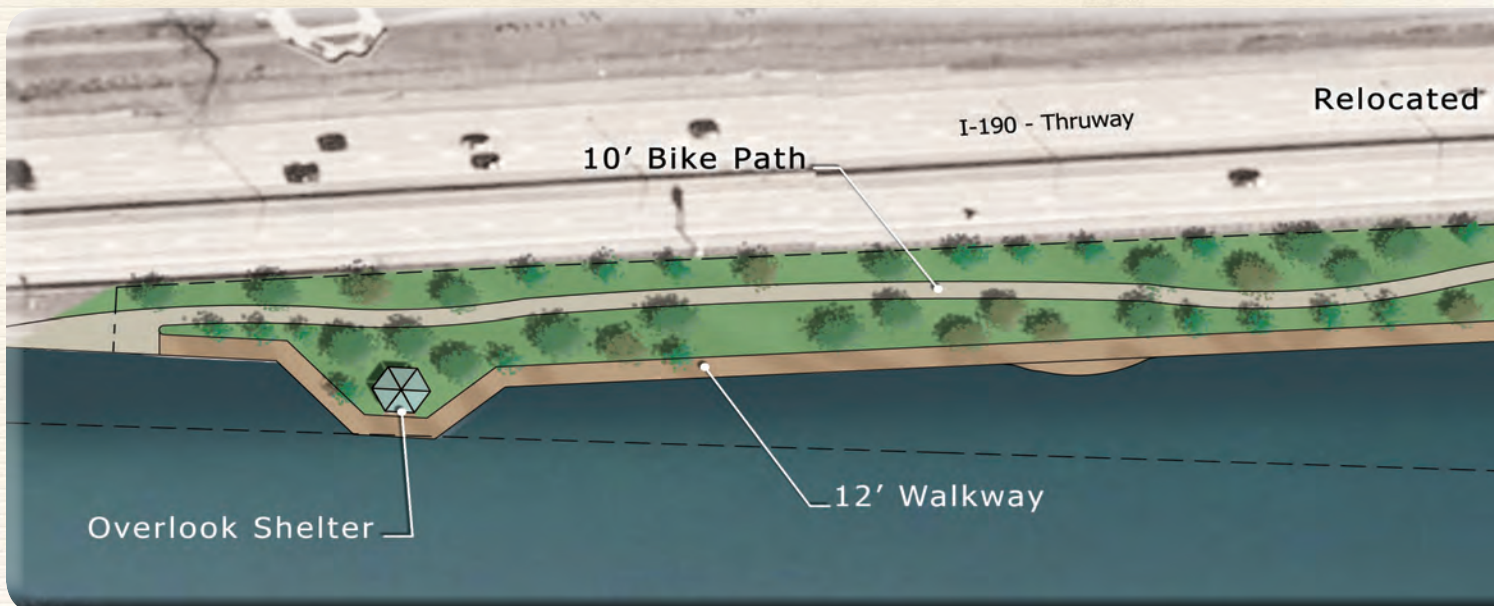 Relocated
I-190 - Thruway
10’ Bike Path
12’ Walkway
Overlook Shelter